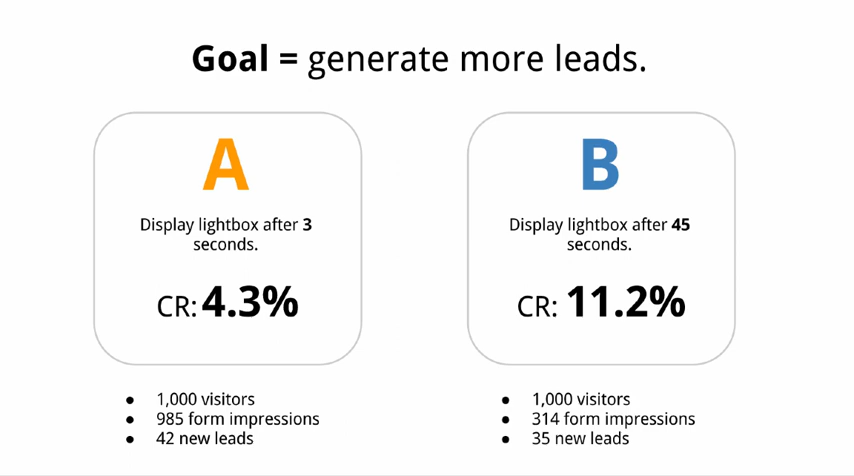 Goal = generate more leads.
A
Display lightbox after 3
seconds.
CR: 4.3%
● 1,000 visitors
● 985 form impressions
● 42 new leads
B
Display lightbox after 45
seconds.
CR: 11.2%
● 1,000 visitors
● 314 form impressions
● 35 new leads